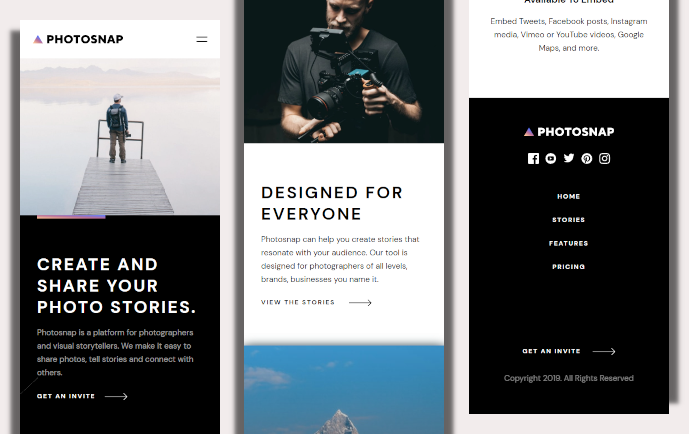 PHOTOSNAP
CREATE AND
SHARE YOUR
PHOTO STORIES.
Photosnap is a platform for photographers
and visual storytellers. We make it easy to
share photos, tell stories and connect with
others.
GET AN INVITE
DESIGNED FOR
EVERYONE
Photosnap can help you create stories that
resonate with your audience. Our tool is
designed for photographers of all levels,
brands, businesses you name it.
VIEW THE STORIES
Available To Embed
Embed Tweets, Facebook posts, Instagram
media, Vimeo or YouTube videos, Google
Maps, and more.
PHOTOSNAP
HOME
STORIES
FEATURES
PRICING
GET AN INVITE
Copyright 2019. All Rights Reserved